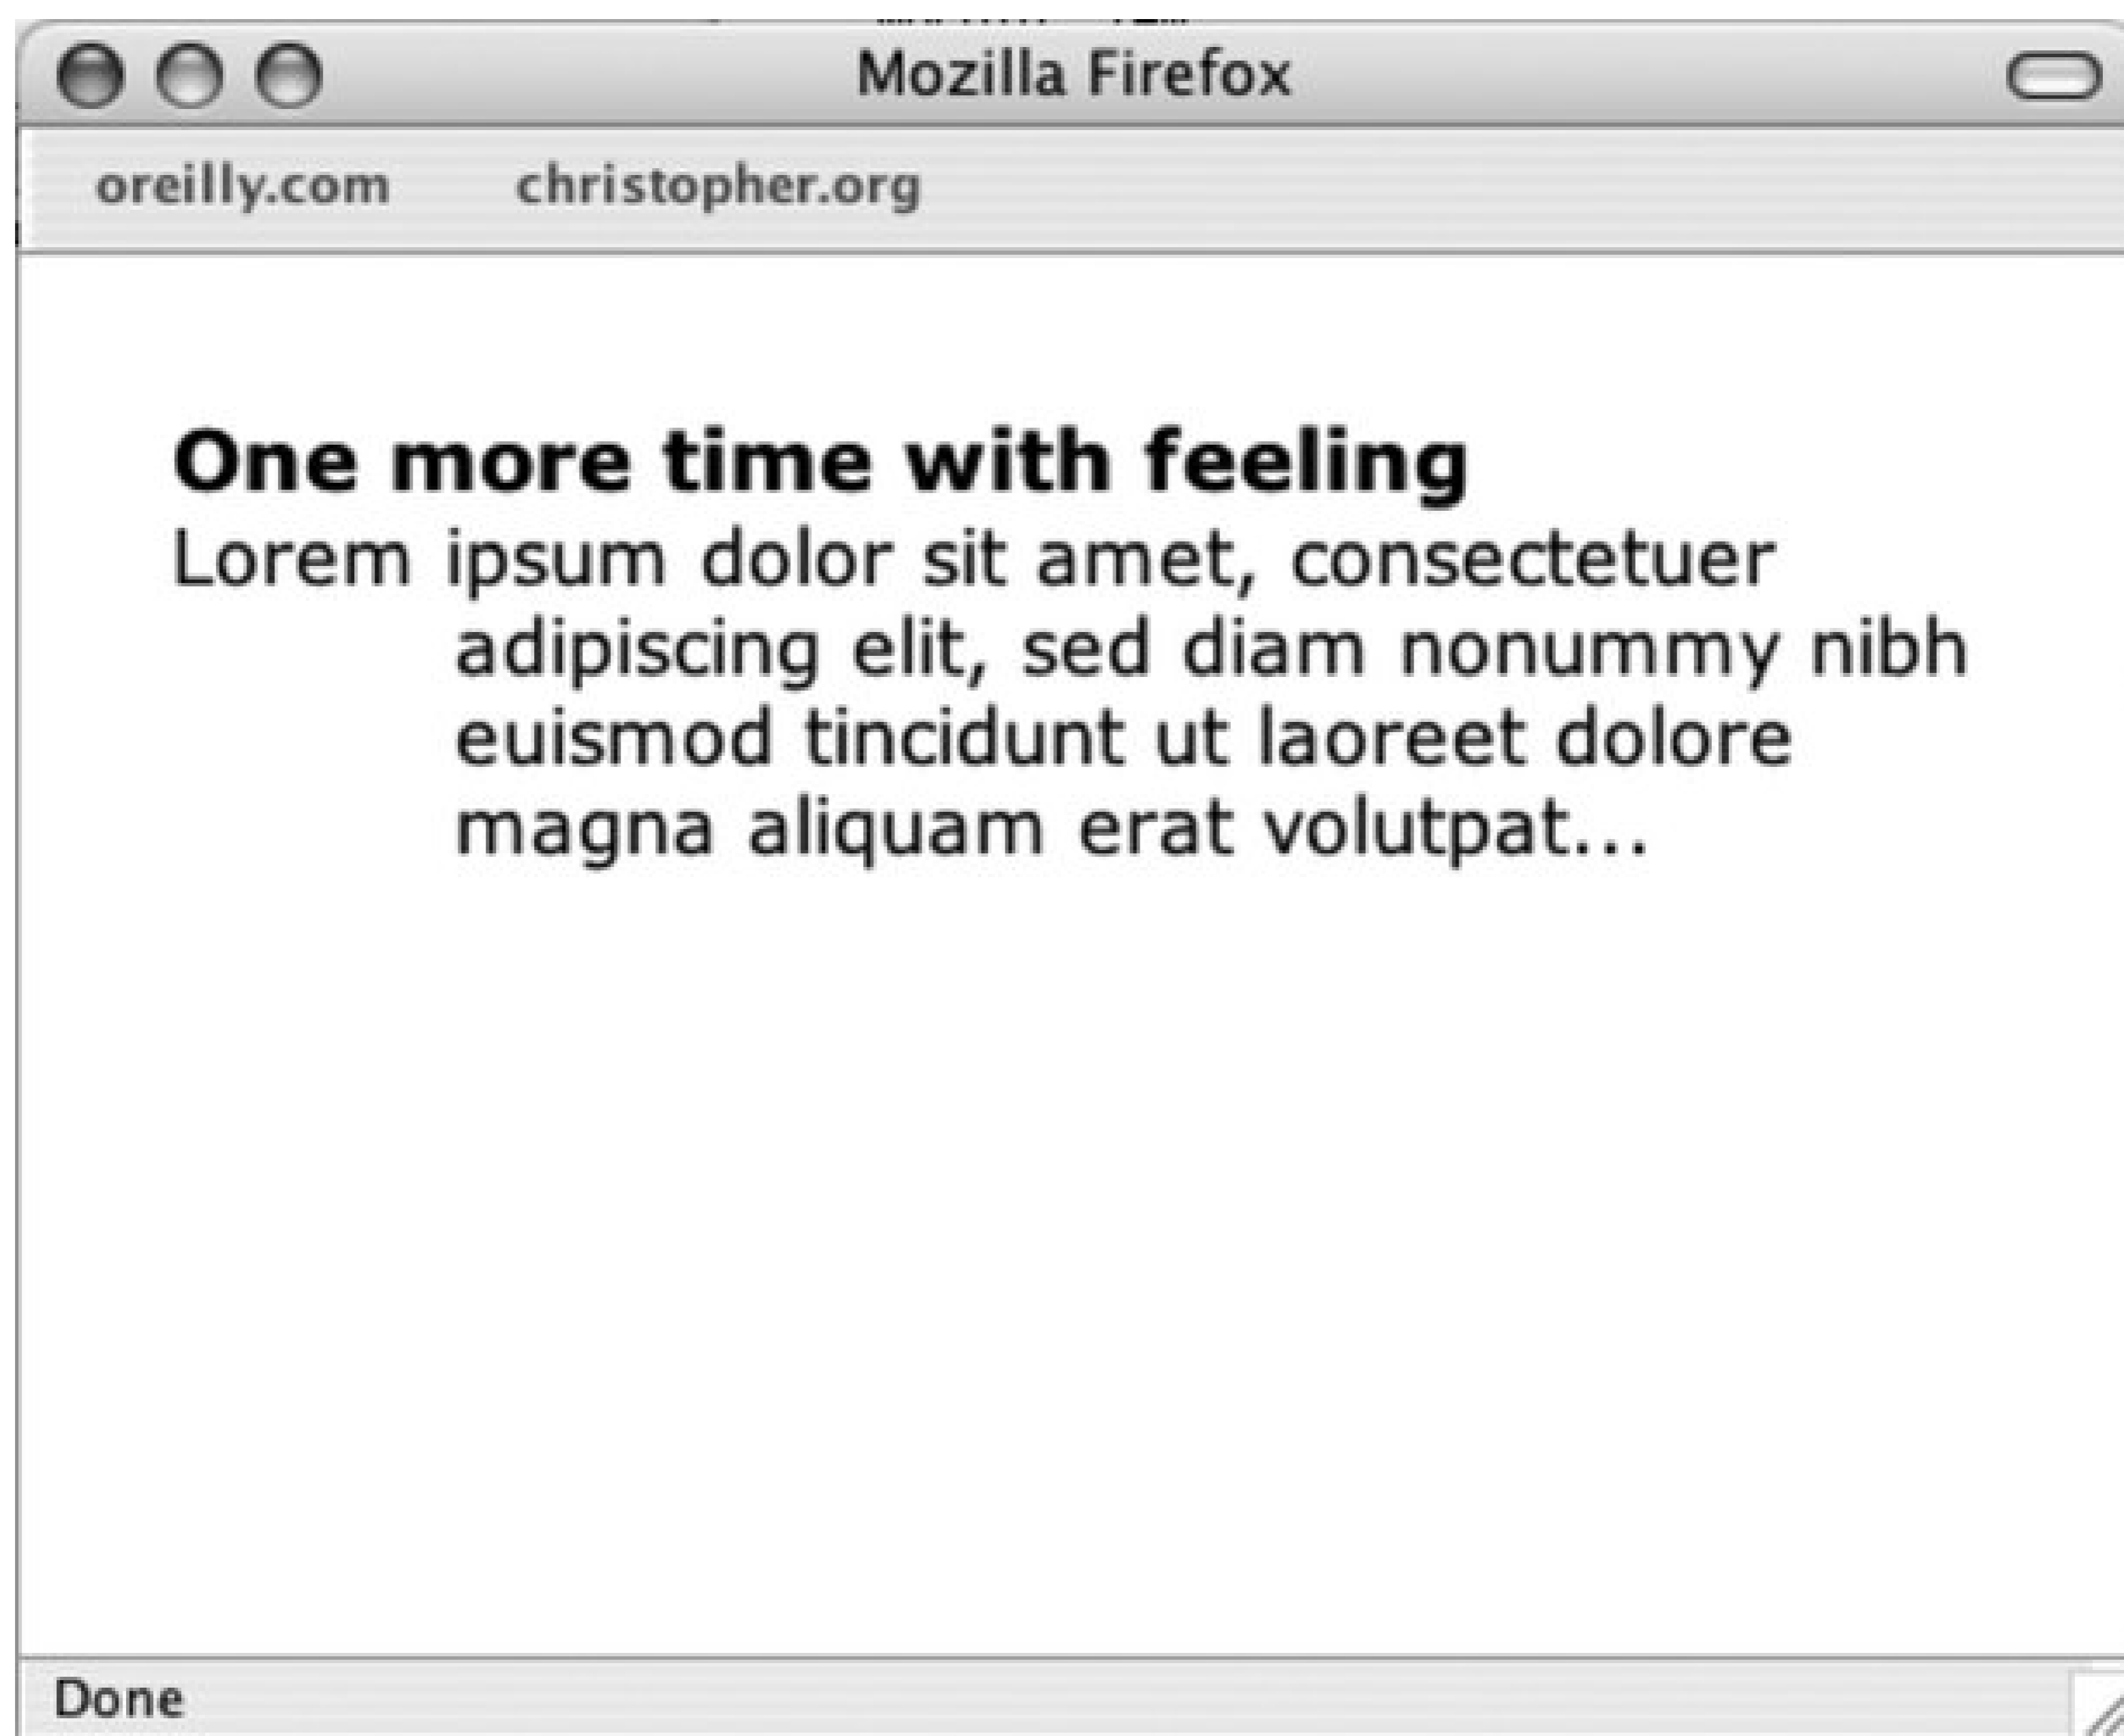 Mozilla Firefox
oreilly.com christopher.org
One more time with feeling
Lorem ipsum dolor sit amet, consectetuer
adipiscing elit, sed diam nonummy nibh
euismod tincidunt ut laoreet dolore
magna aliquam erat volutpat...
Done